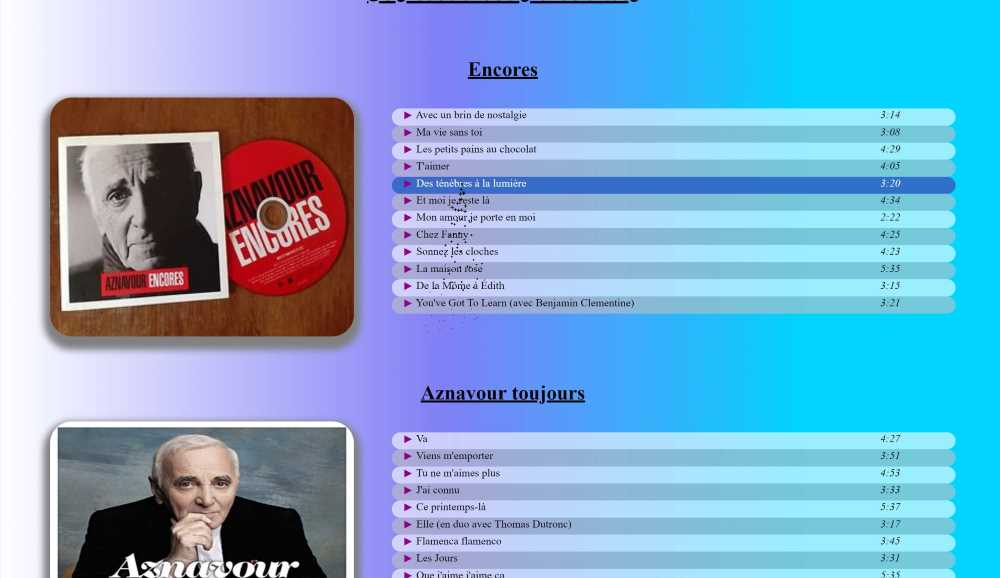 Encores
AZNAVOUR ENCORES
AZNAVOUR
ENCORES
Avec un brin de nostalgie 3:14
Ma vie sans toi 3:08
Les petits pains au chocolat 4:29
T'aimer 4:05
Des ténèbres à la lumière 3:20
Et moi je reste là 4:34
Mon amour je porte en moi 2:22
Chez Fanny 4:25
Sonnez les cloches 4:23
La maison rose 5:35
De la Môme à Édith 3:15
You've Got To Learn (avec Benjamin Clementine) 3:21
Aznavour toujours
Aznavour
Va 4:27
Viens m'emporter 3:51
Tu ne m'aimes plus 4:53
J'ai connu 3:33
Ce printemps-là 5:37
Elle (en duo avec Thomas Dutronc) 3:17
Flamenca flamenco 3:45
Les Jours 3:31
Que j'aime j'aime ça 5:35